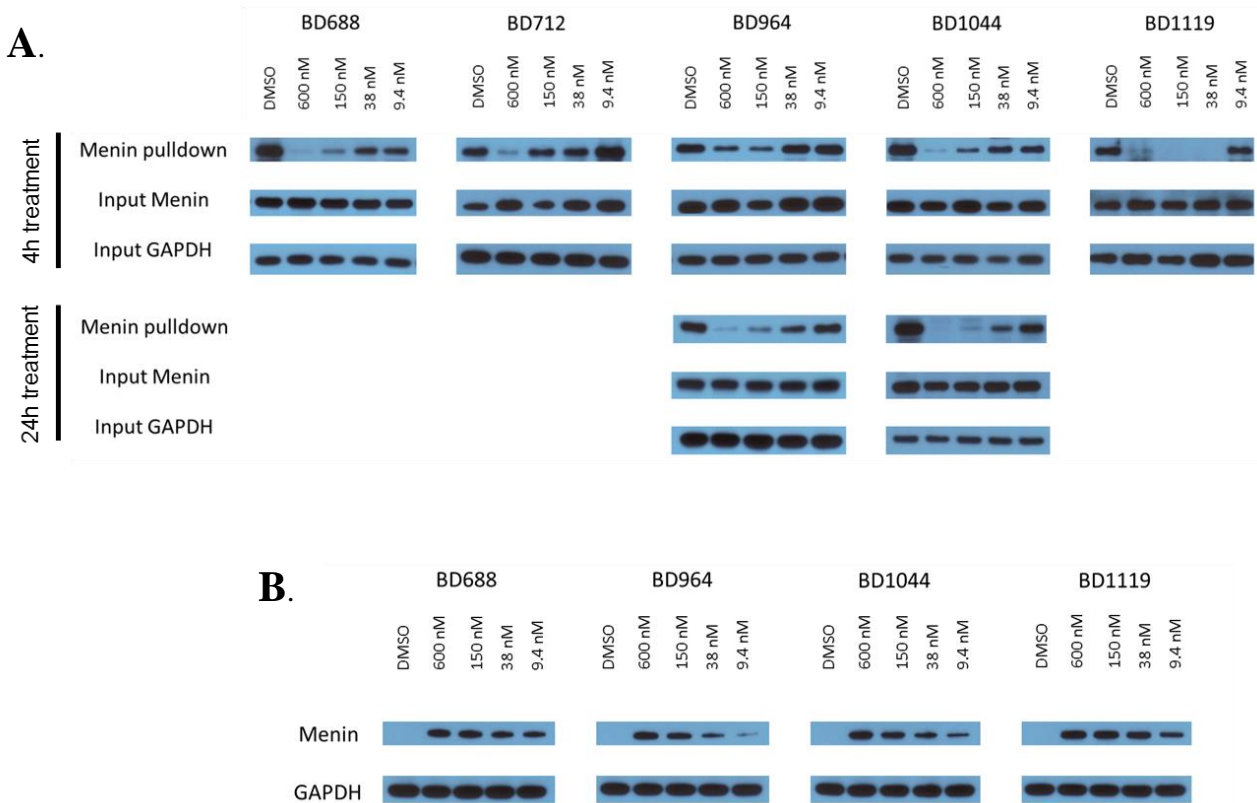 A.
BD688 BD712 BD964 BD1044 BD1119
DMSO 600 nM 150 nM 38 nM 9.4 nM DMSO 600 nM 150 nM 38 nM 9.4 nM DMSO 600 nM 150 nM 38 nM 9.4 nM DMSO 600 nM 150 nM 38 nM 9.4 nM DMSO 600 nM 150 nM 38 nM 9.4 nM
4h treatment
Menin pulldown
Input Menin
Input GAPDH
24h treatment
Menin pulldown
Input Menin
Input GAPDH
B.
BD688 BD964 BD1044 BD1119
DMSO 600 nM 150 nM 38 nM 9.4 nM DMSO 600 nM 150 nM 38 nM 9.4 nM DMSO 600 nM 150 nM 38 nM 9.4 nM DMSO 600 nM 150 nM 38 nM 9.4 nM
Menin
GAPDH